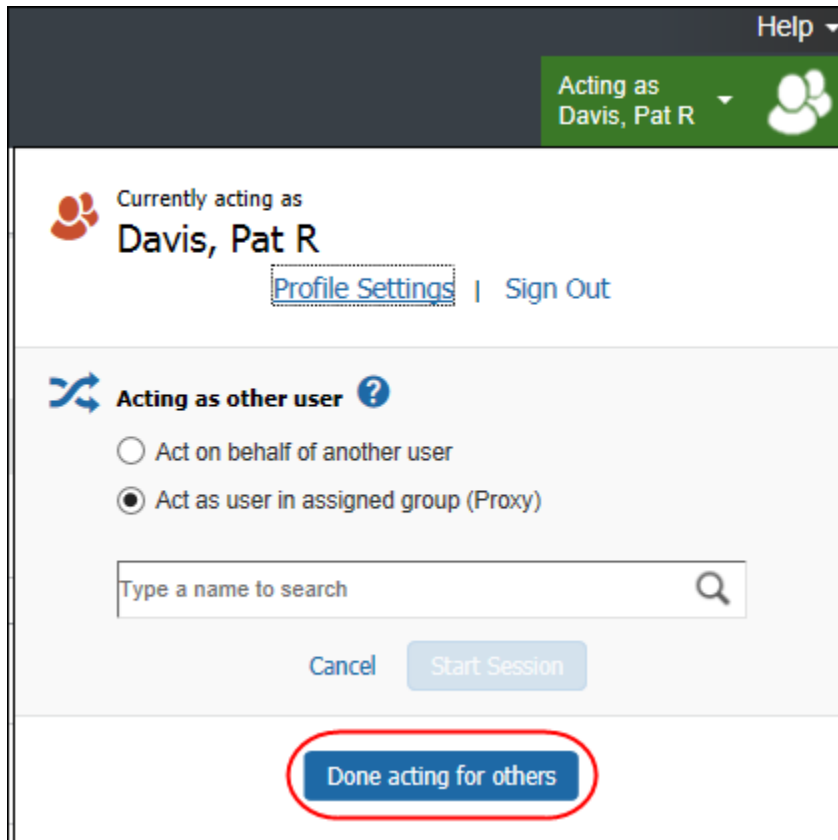 Help
Acting as
Davis, Pat R
Currently acting as
Davis, Pat R
Profile Settings | Sign Out
Acting as other user ?
Act on behalf of another user
Act as user in assigned group (Proxy)
Type a name to search
Cancel Start Session
Done acting for others